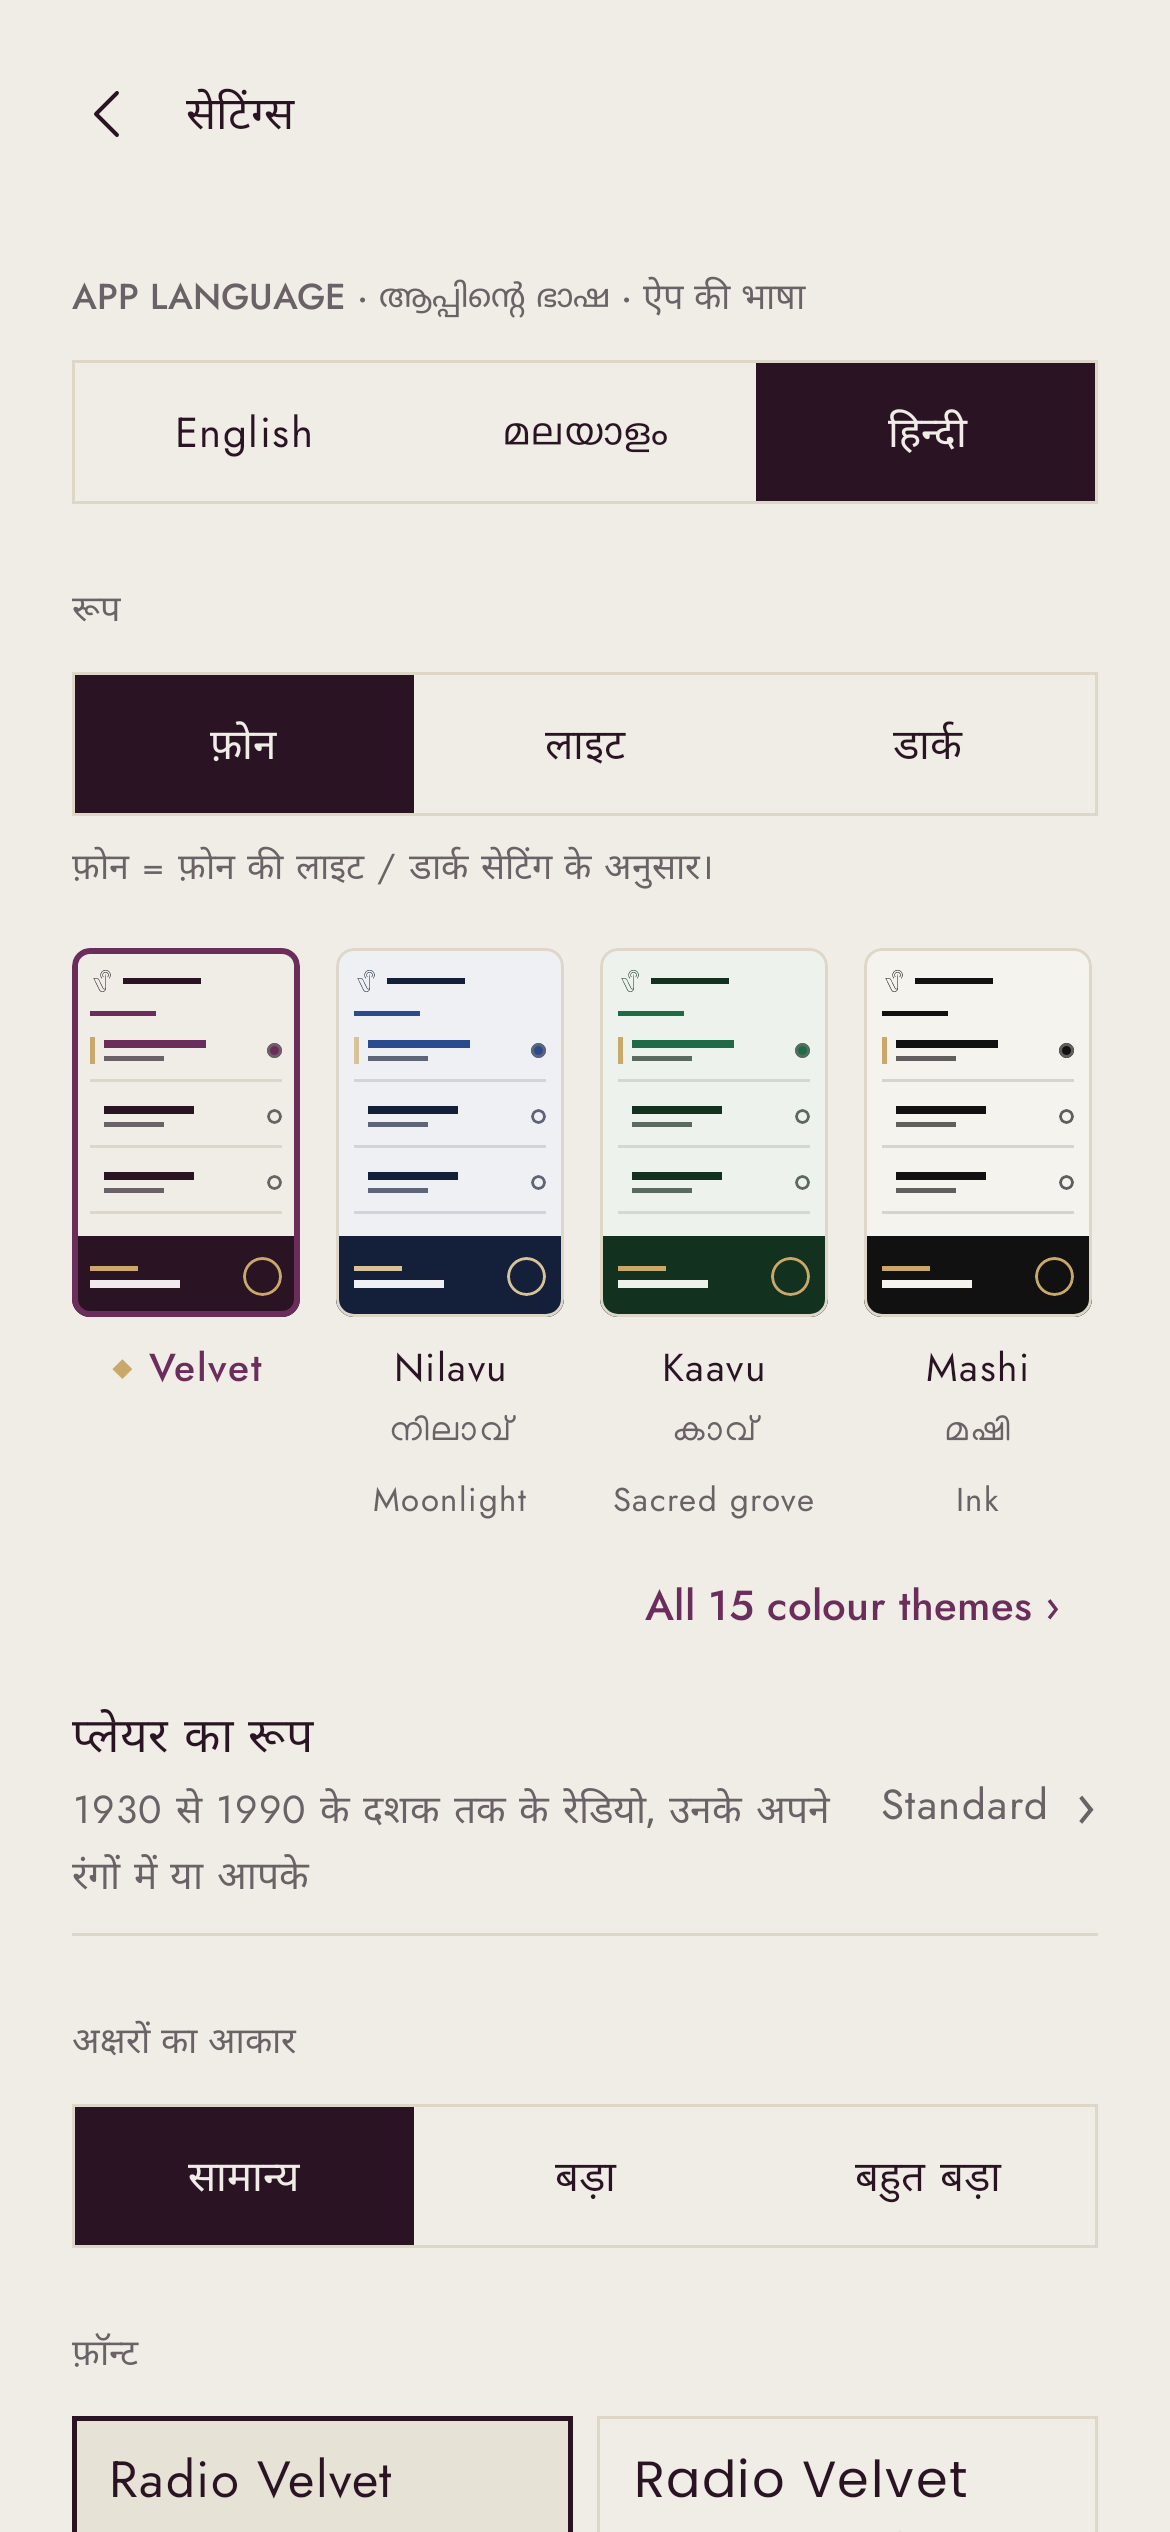 सेटिंग्स
APP LANGUAGE · ആപ്പിന്റെ ഭാഷ · ऐप की भाषा
English മലയാളം हिन्दी
रूप
फ़ोन लाइट डार्क
फ़ोन = फ़ोन की लाइट / डार्क सेटिंग के अनुसार।
◆ Velvet Nilavu Kaavu Mashi
നിലാവ് കാവ് മഷി
Moonlight Sacred grove Ink
All 15 colour themes ›
प्लेयर का रूप
1930 से 1990 के दशक तक के रेडियो, उनके अपने Standard ›
रंगों में या आपके
अक्षरों का आकार
सामान्य बड़ा बहुत बड़ा
फ़ॉन्ट
Radio Velvet Radio Velvet